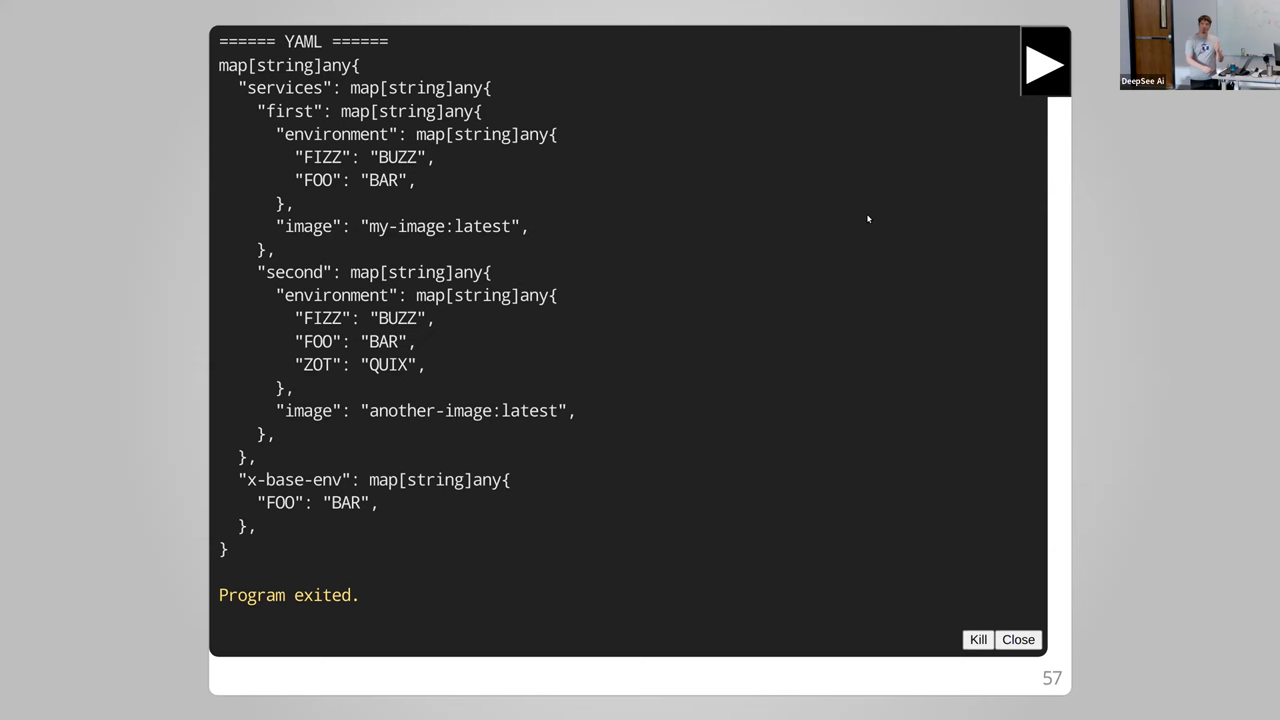 ====== YAML ======
map[string]any{
  "services": map[string]any{
    "first": map[string]any{
      "environment": map[string]any{
        "FIZZ": "BUZZ",
        "FOO": "BAR",
      },
      "image": "my-image:latest",
    },
    "second": map[string]any{
      "environment": map[string]any{
        "FIZZ": "BUZZ",
        "FOO": "BAR",
        "ZOT": "QUIX",
      },
      "image": "another-image:latest",
    },
  },
  "x-base-env": map[string]any{
    "FOO": "BAR",
  },
}
Program exited.
Kill Close
57
DeepSee Ai